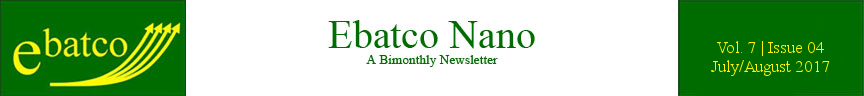 ebatco
Ebatco Nano
A Bimonthly Newsletter
Vol. 7 | Issue 04
July/August 2017